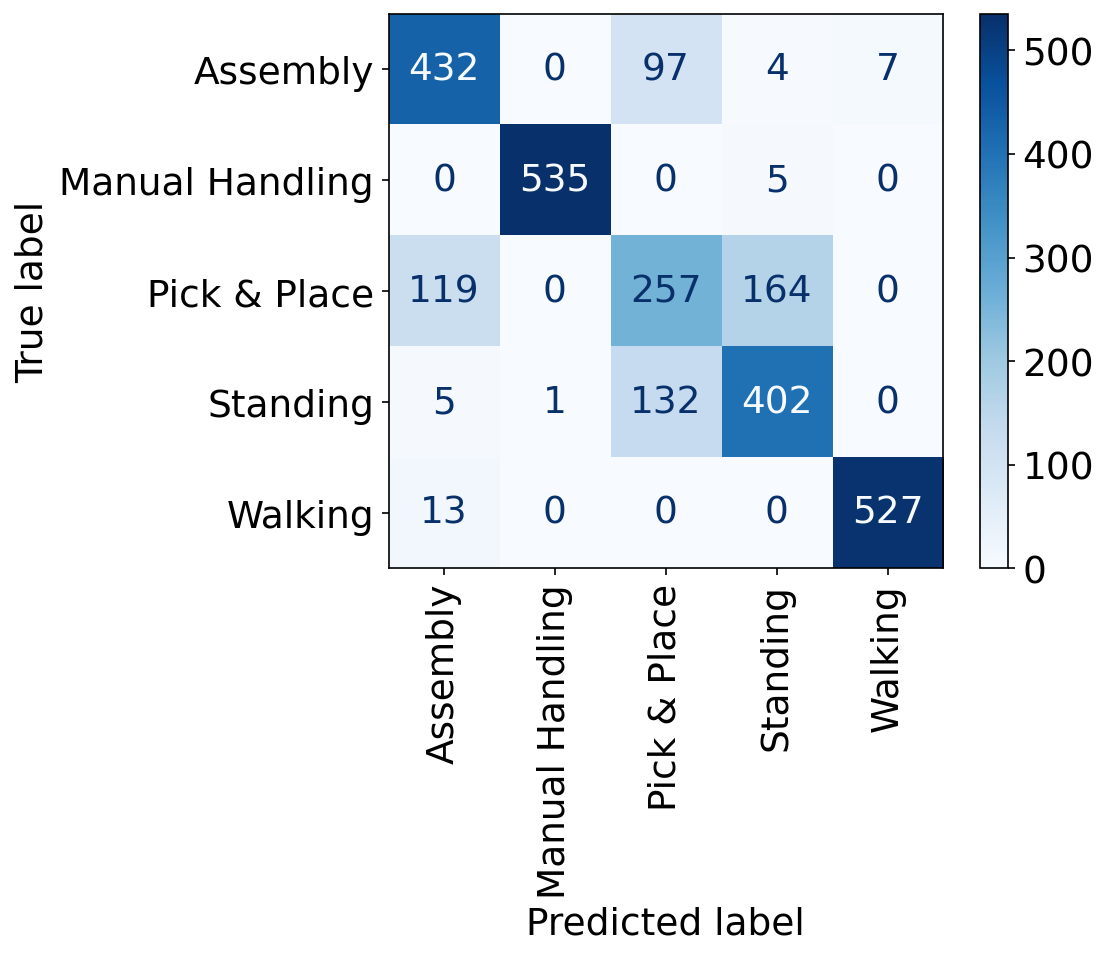 True label
Assembly 432 0 97 4 7
Manual Handling 0 535 0 5 0
Pick & Place 119 0 257 164 0
Standing 5 1 132 402 0
Walking 13 0 0 0 527
Assembly
Manual Handling
Pick & Place
Standing
Walking
Predicted label
500
400
300
200
100
0